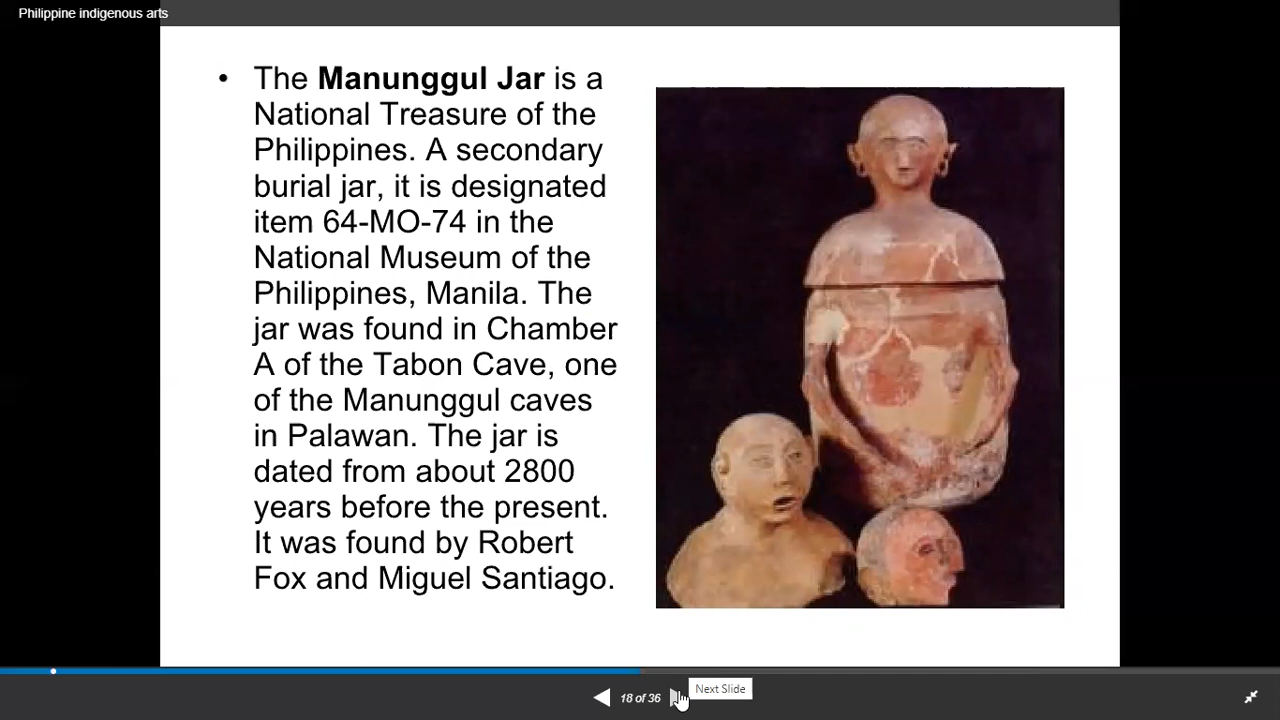 Philippine indigenous arts
• The Manunggul Jar is a
National Treasure of the
Philippines. A secondary
burial jar, it is designated
item 64-MO-74 in the
National Museum of the
Philippines, Manila. The
jar was found in Chamber
A of the Tabon Cave, one
of the Manunggul caves
in Palawan. The jar is
dated from about 2800
years before the present.
It was found by Robert
Fox and Miguel Santiago.
18 of 36
Next Slide